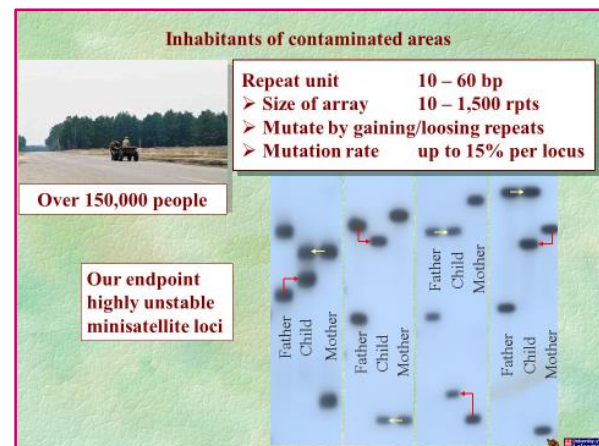 Inhabitants of contaminated areas
Repeat unit 10 – 60 bp
➢ Size of array 10 – 1,500 rpts
➢ Mutate by gaining/loosing repeats
➢ Mutation rate up to 15% per locus
Over 150,000 people
Our endpoint
highly unstable
minisatellite loci
Father
Child
Mother
Father
Child
Mother
Father
Child
Mother
Father
Child
Mother